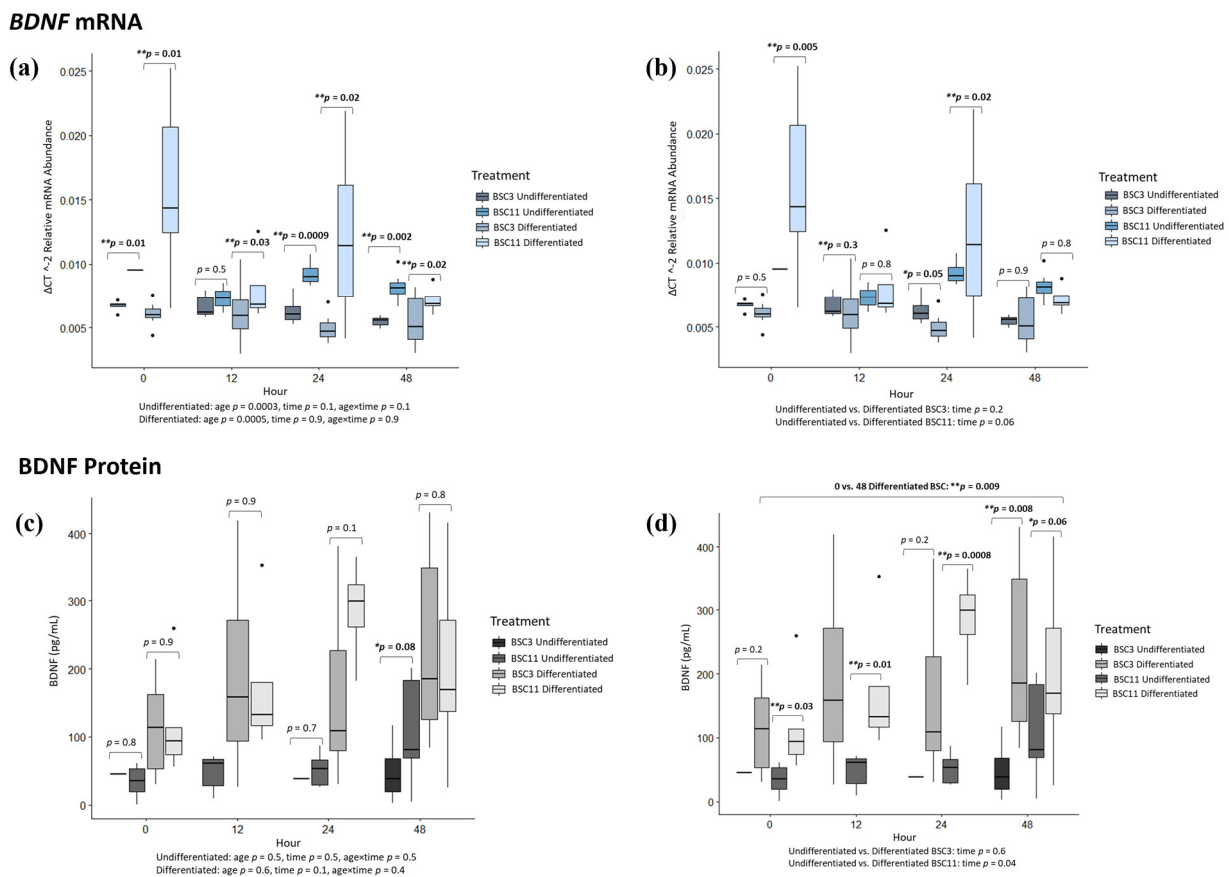 BDNF mRNA
(a)
**p = 0.01
**p = 0.02
**p = 0.01
**p = 0.03
**p = 0.0009
**p = 0.002
**p = 0.02
p = 0.5
ΔCT ^-2 Relative mRNA Abundance
0.025
0.020
0.015
0.010
0.005
0
12
24
48
Hour
Treatment
BSC3 Undifferentiated
BSC11 Undifferentiated
BSC3 Differentiated
BSC11 Differentiated
Undifferentiated: age p = 0.0003, time p = 0.1, age×time p = 0.1
Differentiated: age p = 0.0005, time p = 0.9, age×time p = 0.9
(b)
**p = 0.005
**p = 0.02
**p = 0.3
p = 0.8
p = 0.8
p = 0.5
*p = 0.05
p = 0.9
ΔCT ^-2 Relative mRNA Abundance
0.025
0.020
0.015
0.010
0.005
0
12
24
48
Hour
Treatment
BSC3 Undifferentiated
BSC3 Differentiated
BSC11 Undifferentiated
BSC11 Differentiated
Undifferentiated vs. Differentiated BSC3: time p = 0.2
Undifferentiated vs. Differentiated BSC11: time p = 0.06
BDNF Protein
(c)
p = 0.9
p = 0.8
p = 0.1
p = 0.9
*p = 0.08
p = 0.8
p = 0.7
BDNF (pg/mL)
400
300
200
100
0
0
12
24
48
Hour
Treatment
BSC3 Undifferentiated
BSC11 Undifferentiated
BSC3 Differentiated
BSC11 Differentiated
Undifferentiated: age p = 0.5, time p = 0.5, age×time p = 0.5
Differentiated: age p = 0.6, time p = 0.1, age×time p = 0.4
(d)
0 vs. 48 Differentiated BSC: **p = 0.009
**p = 0.008
*p = 0.06
p = 0.2
**p = 0.0008
p = 0.2
**p = 0.01
**p = 0.03
BDNF (pg/mL)
400
300
200
100
0
0
12
24
48
Hour
Treatment
BSC3 Undifferentiated
BSC3 Differentiated
BSC11 Undifferentiated
BSC11 Differentiated
Undifferentiated vs. Differentiated BSC3: time p = 0.6
Undifferentiated vs. Differentiated BSC11: time p = 0.04